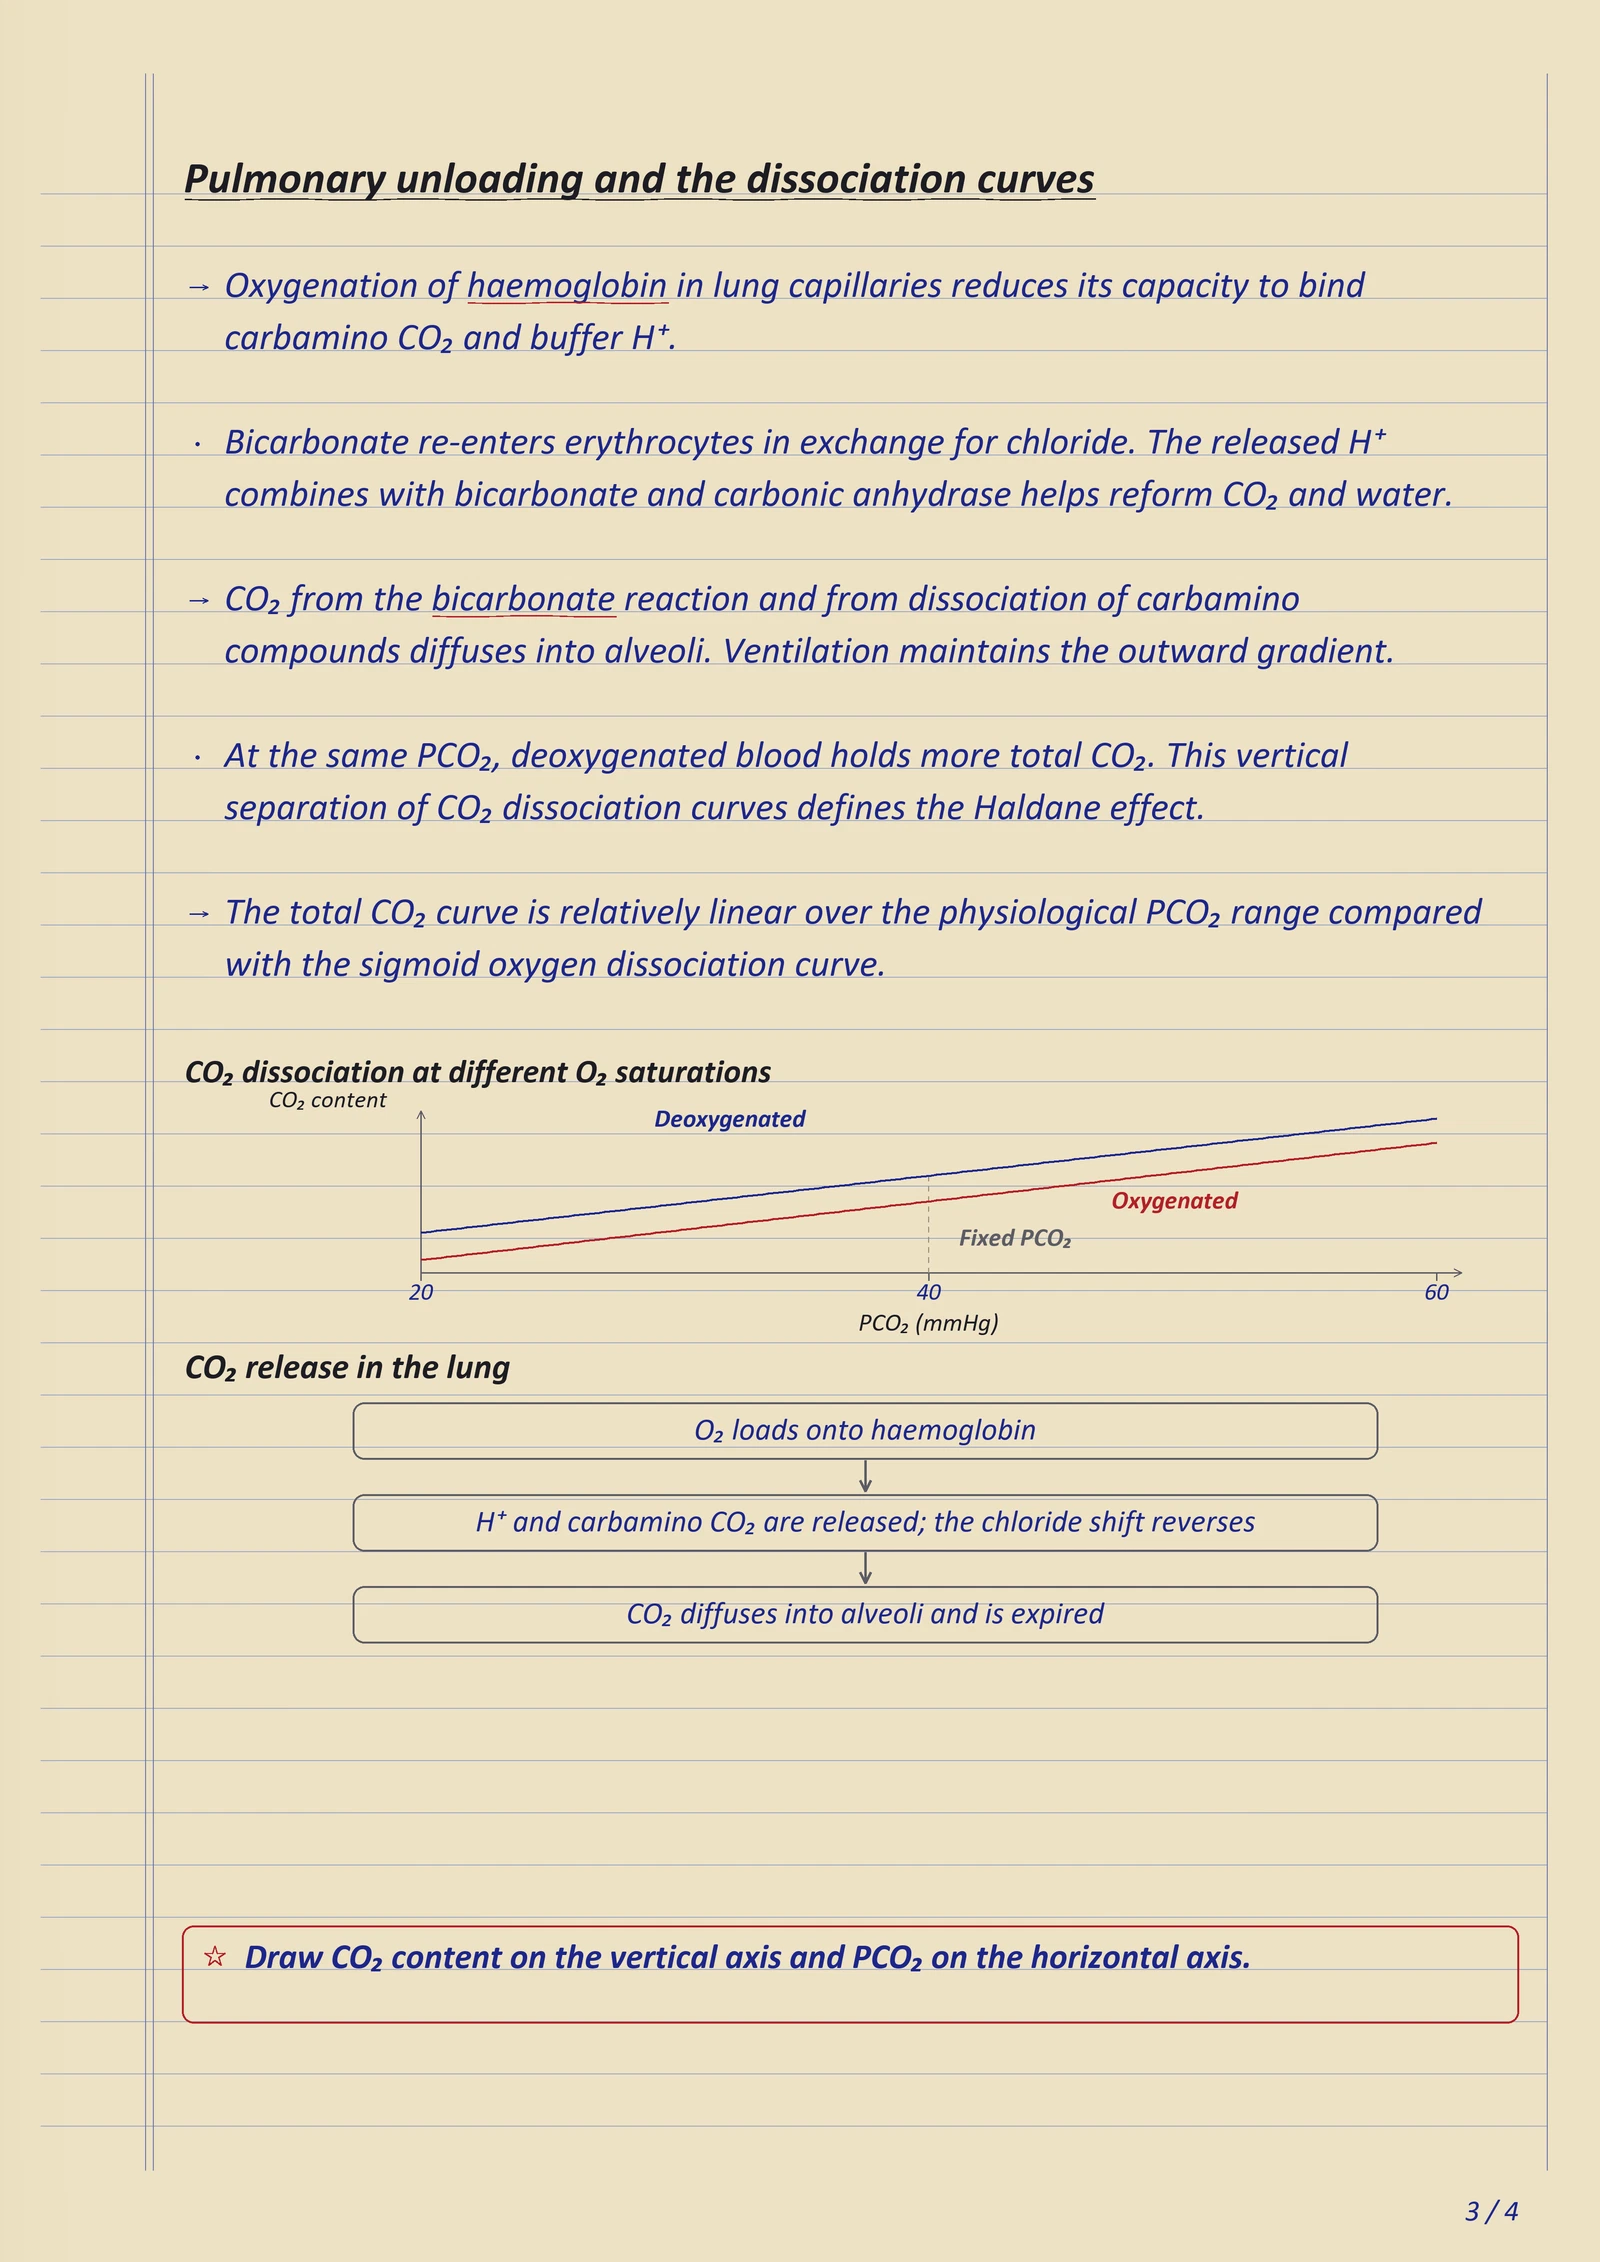 Pulmonary unloading and the dissociation curves
→ Oxygenation of haemoglobin in lung capillaries reduces its capacity to bind
carbamino CO₂ and buffer H⁺.
· Bicarbonate re-enters erythrocytes in exchange for chloride. The released H⁺
combines with bicarbonate and carbonic anhydrase helps reform CO₂ and water.
→ CO₂ from the bicarbonate reaction and from dissociation of carbamino
compounds diffuses into alveoli. Ventilation maintains the outward gradient.
· At the same PCO₂, deoxygenated blood holds more total CO₂. This vertical
separation of CO₂ dissociation curves defines the Haldane effect.
→ The total CO₂ curve is relatively linear over the physiological PCO₂ range compared
with the sigmoid oxygen dissociation curve.
CO₂ dissociation at different O₂ saturations
CO₂ content
Deoxygenated
Oxygenated
Fixed PCO₂
20 40 60
PCO₂ (mmHg)
CO₂ release in the lung
O₂ loads onto haemoglobin
H⁺ and carbamino CO₂ are released; the chloride shift reverses
CO₂ diffuses into alveoli and is expired
☆ Draw CO₂ content on the vertical axis and PCO₂ on the horizontal axis.
3 / 4